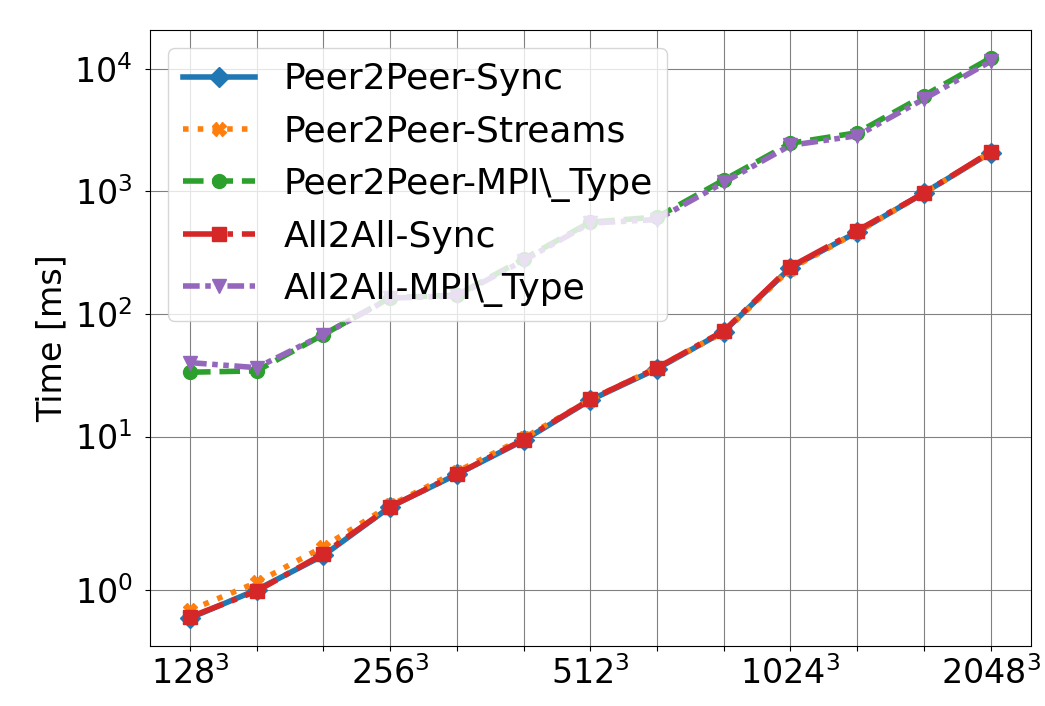 Peer2Peer-Sync
Peer2Peer-Streams
Peer2Peer-MPI\_Type
All2All-Sync
All2All-MPI\_Type
Time [ms]
10⁴
10³
10²
10¹
10⁰
128³ 256³ 512³ 1024³ 2048³